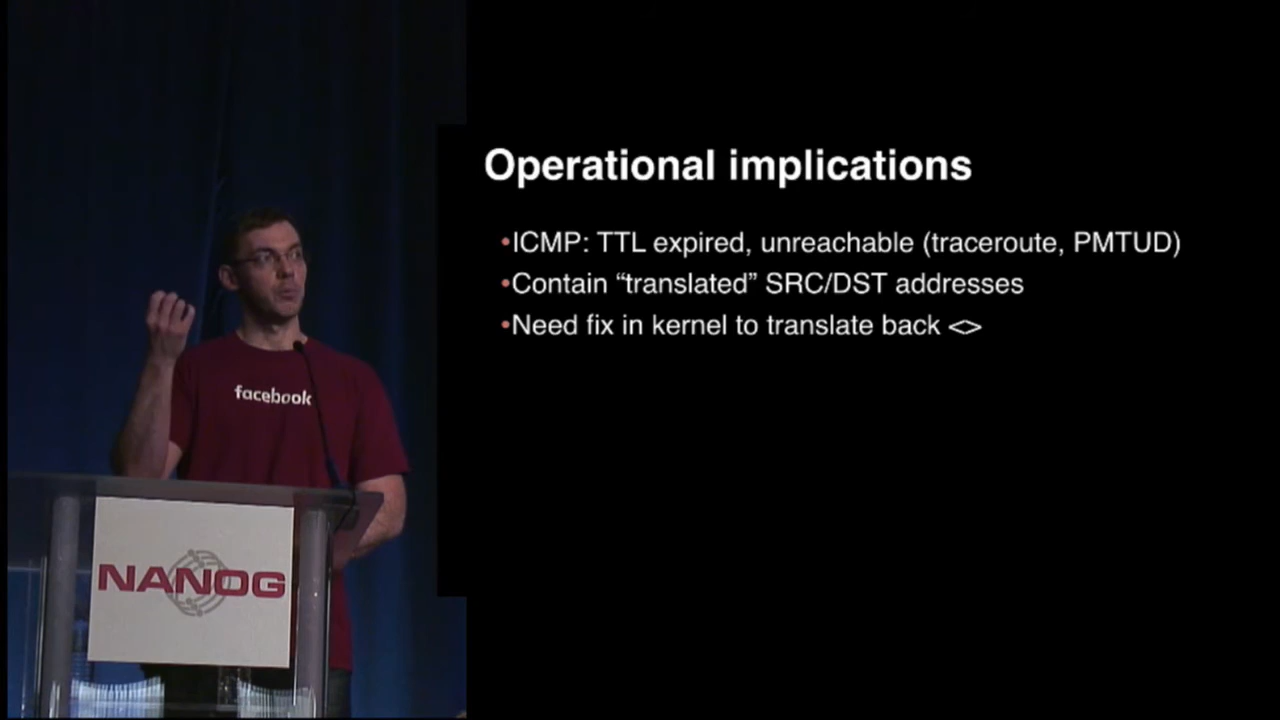 Operational implications
•ICMP: TTL expired, unreachable (traceroute, PMTUD)
•Contain “translated” SRC/DST addresses
•Need fix in kernel to translate back <>
facebook
NANOG